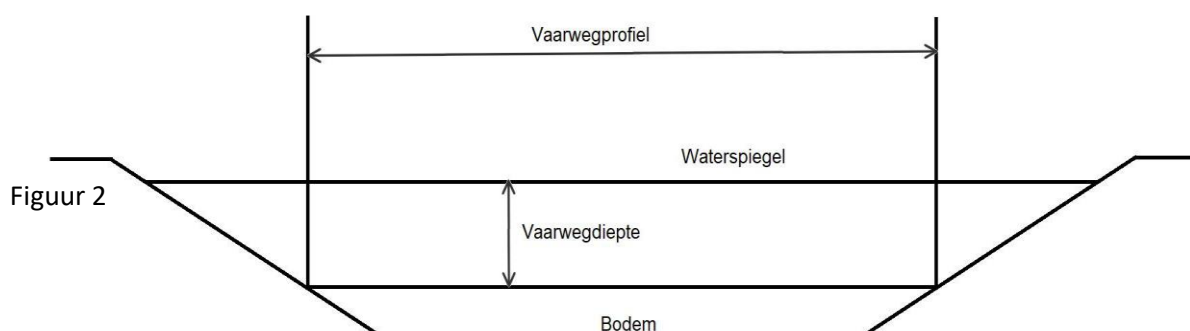 Vaarwegprofiel
Waterspiegel
Figuur 2
Vaarwegdiepte
Bodem